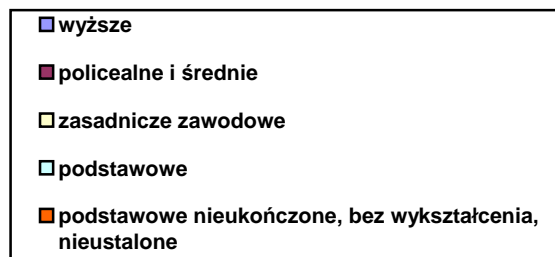 wyższe
policealne i średnie
zasadnicze zawodowe
podstawowe
podstawowe nieukończone, bez wykształcenia,
nieustalone